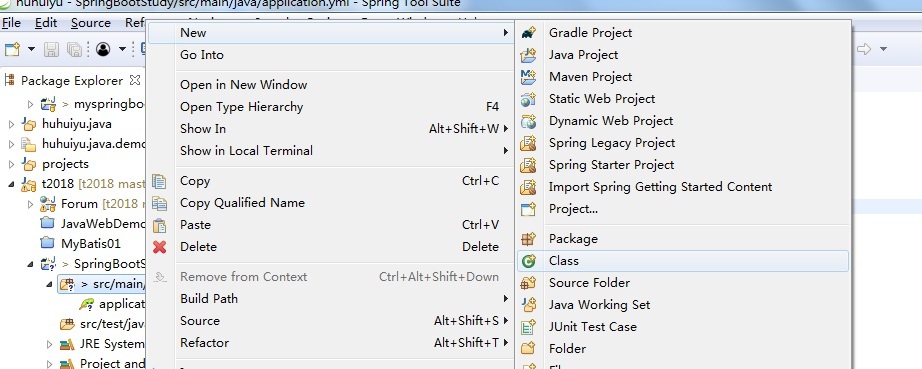 huhuiyu - SpringBootStudy/src/main/java/application.yml - Spring Tool Suite
File Edit Source Ref
Package Explorer
> myspringbo
huhuiyu.java
huhuiyu.java.demo
projects
t2018 [t2018 mast
Forum [t2018 m
JavaWebDemo
MyBatis01
> SpringBootS
> src/main/
applicat
src/test/java
JRE System
Project and
New
Go Into
Open in New Window
Open Type Hierarchy F4
Show In Alt+Shift+W
Show in Local Terminal
Copy Ctrl+C
Copy Qualified Name
Paste Ctrl+V
Delete Delete
Remove from Context Ctrl+Alt+Shift+Down
Build Path
Source Alt+Shift+S
Refactor Alt+Shift+T
Gradle Project
Java Project
Maven Project
Static Web Project
Dynamic Web Project
Spring Legacy Project
Spring Starter Project
Import Spring Getting Started Content
Project...
Package
Class
Source Folder
Java Working Set
JUnit Test Case
Folder